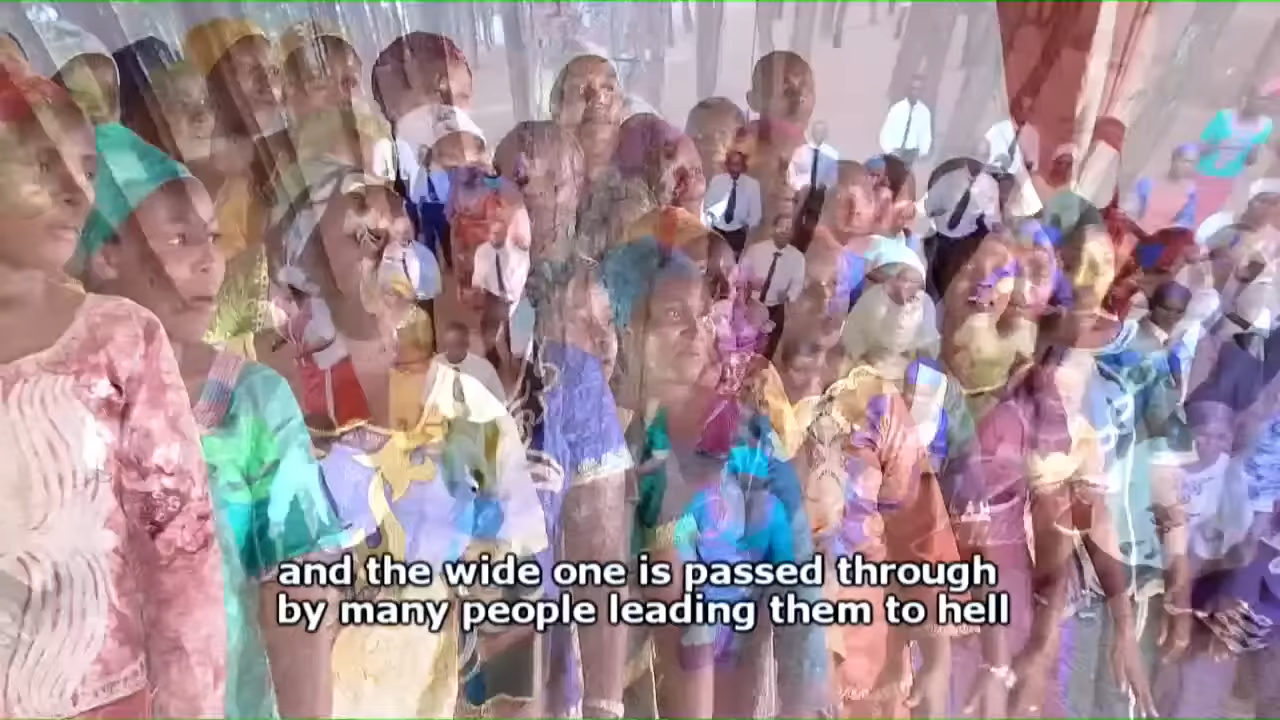 and the wide one is passed through
by many people leading them to hell